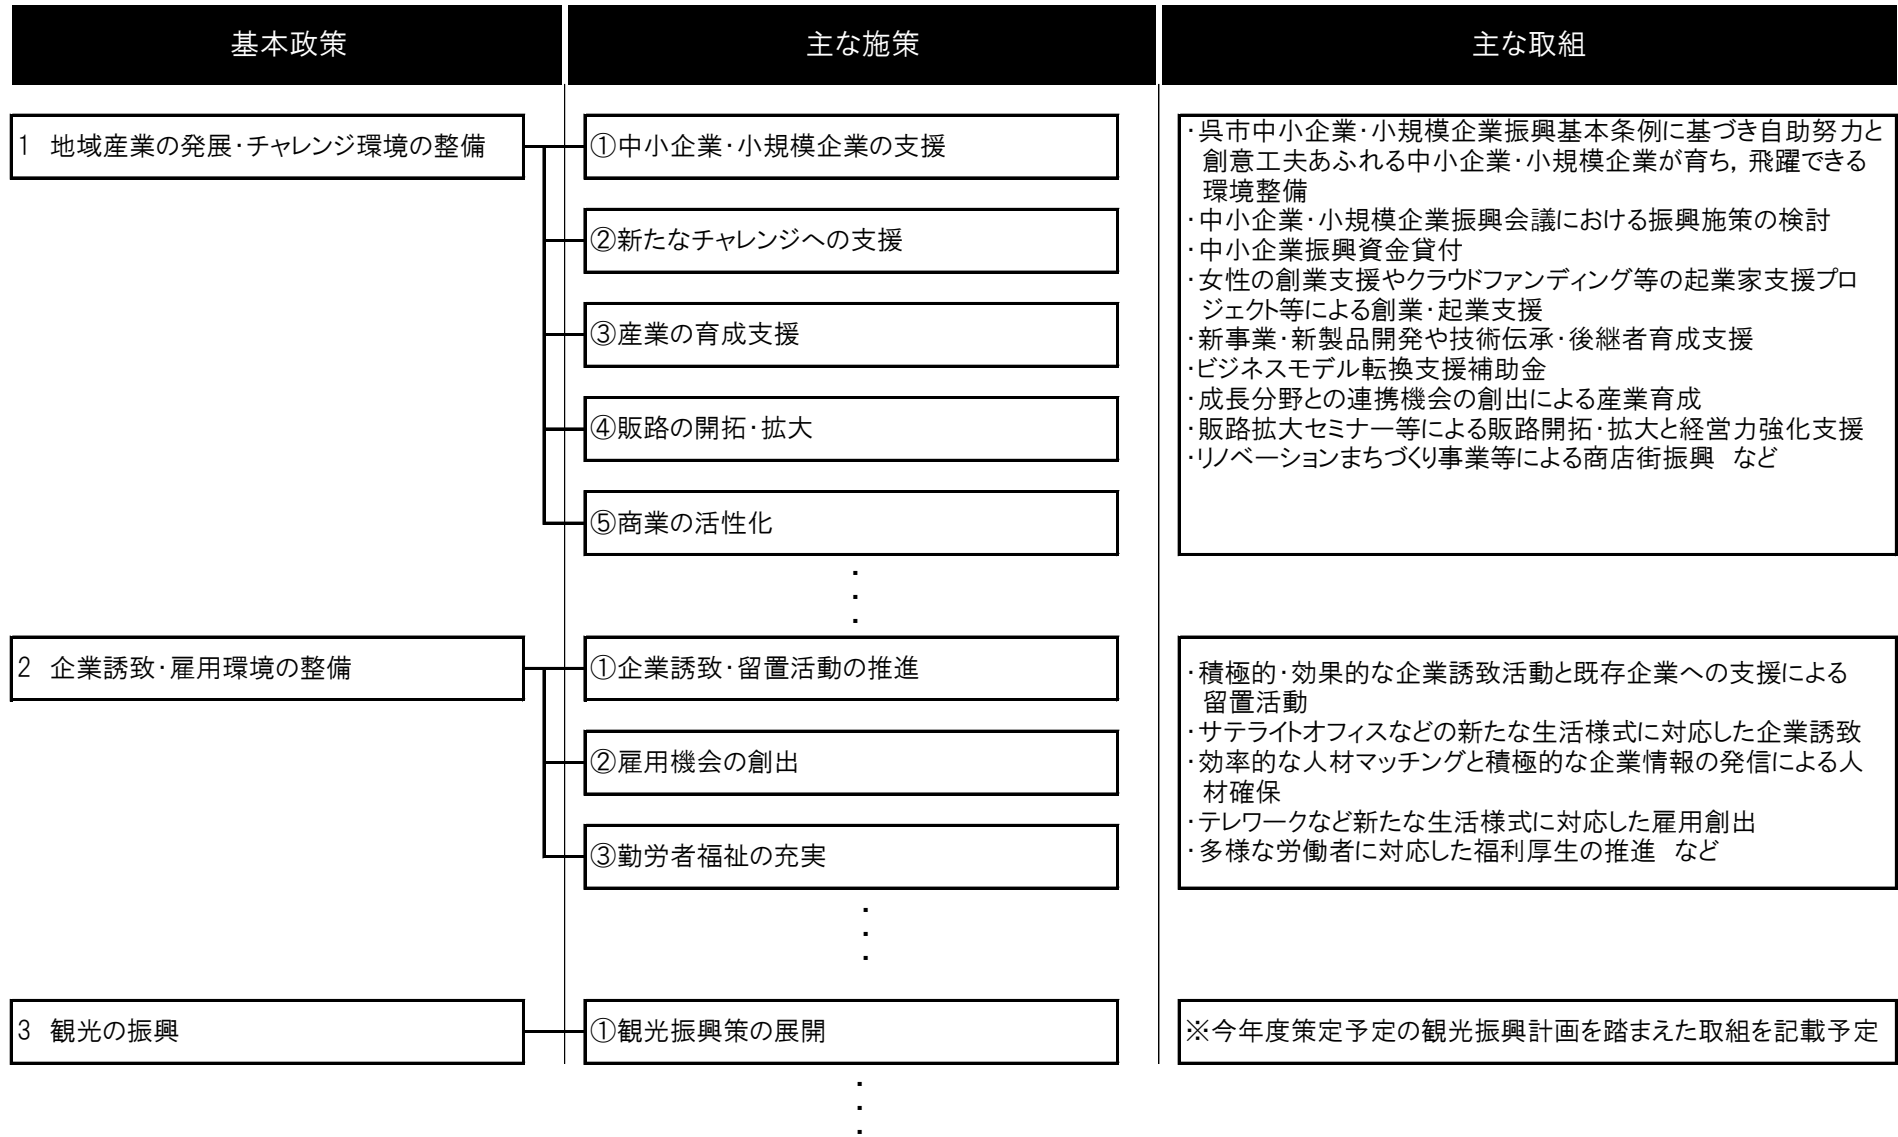 基本政策
主な施策
主な取組
1 地域産業の発展・チャレンジ環境の整備
①中小企業・小規模企業の支援
②新たなチャレンジへの支援
③産業の育成支援
④販路の開拓・拡大
⑤商業の活性化
・呉市中小企業・小規模企業振興基本条例に基づき自助努力と
創意工夫あふれる中小企業・小規模企業が育ち，飛躍できる
環境整備
・中小企業・小規模企業振興会議における振興施策の検討
・中小企業振興資金貸付
・女性の創業支援やクラウドファンディング等の起業家支援プロ
ジェクト等による創業・起業支援
・新事業・新製品開発や技術伝承・後継者育成支援
・ビジネスモデル転換支援補助金
・成長分野との連携機会の創出による産業育成
・販路拡大セミナー等による販路開拓・拡大と経営力強化支援
・リノベーションまちづくり事業等による商店街振興 など
・
・
・
2 企業誘致・雇用環境の整備
①企業誘致・留置活動の推進
②雇用機会の創出
③勤労者福祉の充実
・積極的・効果的な企業誘致活動と既存企業への支援による
留置活動
・サテライトオフィスなどの新たな生活様式に対応した企業誘致
・効率的な人材マッチングと積極的な企業情報の発信による人
材確保
・テレワークなど新たな生活様式に対応した雇用創出
・多様な労働者に対応した福利厚生の推進 など
・
・
・
3 観光の振興
①観光振興策の展開
※今年度策定予定の観光振興計画を踏まえた取組を記載予定
・
・
・